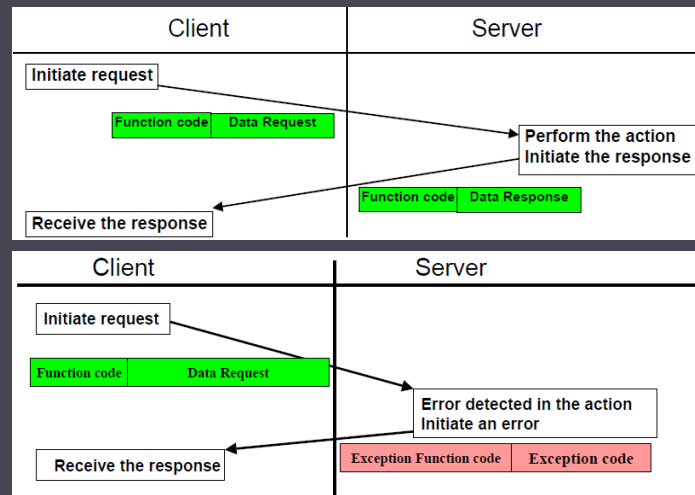 Client
Server
Initiate request
Function code
Data Request
Perform the action
Initiate the response
Function code
Data Response
Receive the response
Client
Server
Initiate request
Function code
Data Request
Error detected in the action
Initiate an error
Exception Function code
Exception code
Receive the response